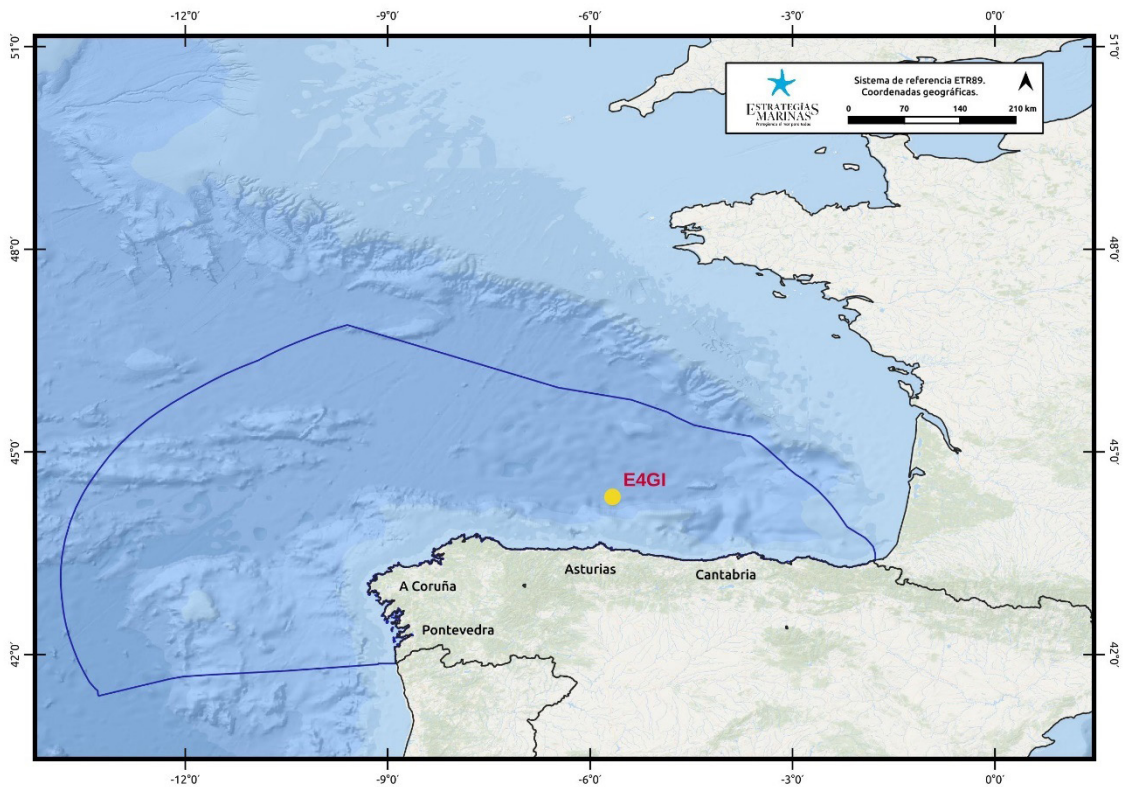 -12°0′ -9°0′ -6°0′ -3°0′ 0°0′
51°0′ 51°0′
Sistema de referencia ETR89.
Coordenadas geográficas.
ESTRATEGIAS
MARINAS
0 70 140 210 km
48°0′ 48°0′
45°0′ 45°0′
E4GI
Asturias
Cantabria
A Coruña
Pontevedra
42°0′ 42°0′
-12°0′ -9°0′ -6°0′ -3°0′ 0°0′